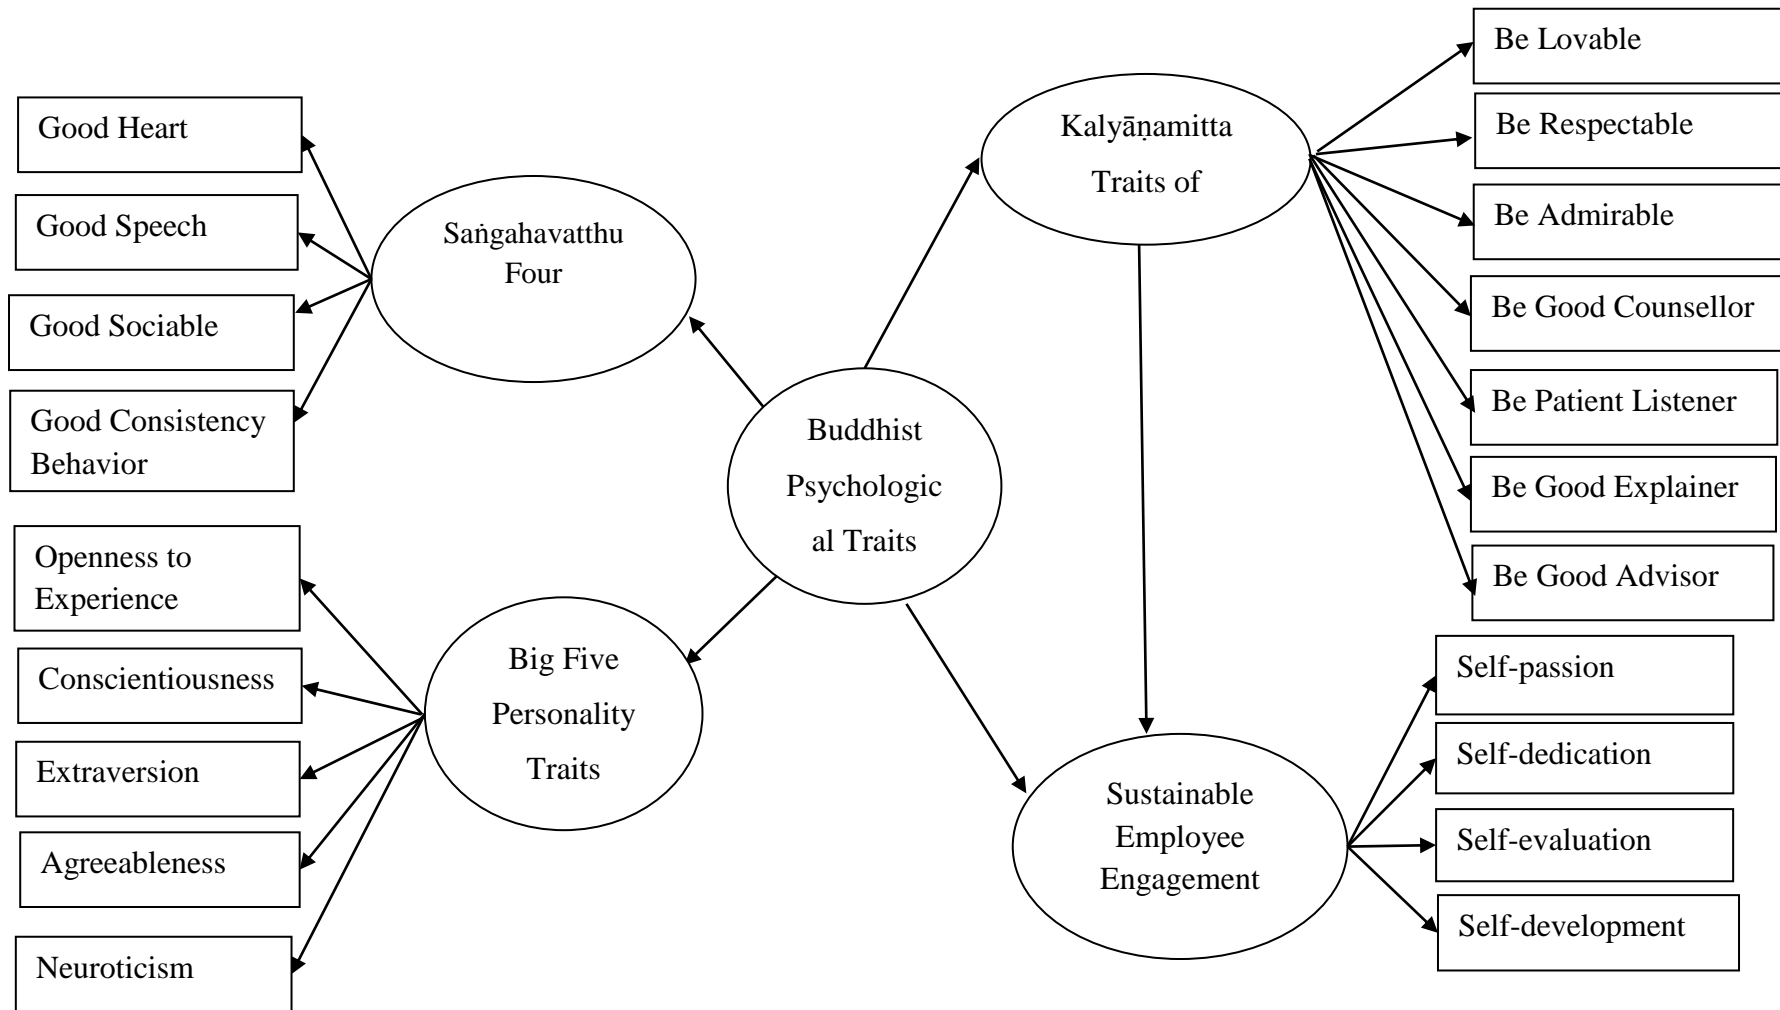 Good Heart
Good Speech
Good Sociable
Good Consistency
Behavior
Saṅgahavatthu
Four
Openness to
Experience
Conscientiousness
Extraversion
Agreeableness
Neuroticism
Big Five
Personality
Traits
Buddhist
Psychologic
al Traits
Kalyāṇamitta
Traits of
Be Lovable
Be Respectable
Be Admirable
Be Good Counsellor
Be Patient Listener
Be Good Explainer
Be Good Advisor
Sustainable
Employee
Engagement
Self-passion
Self-dedication
Self-evaluation
Self-development